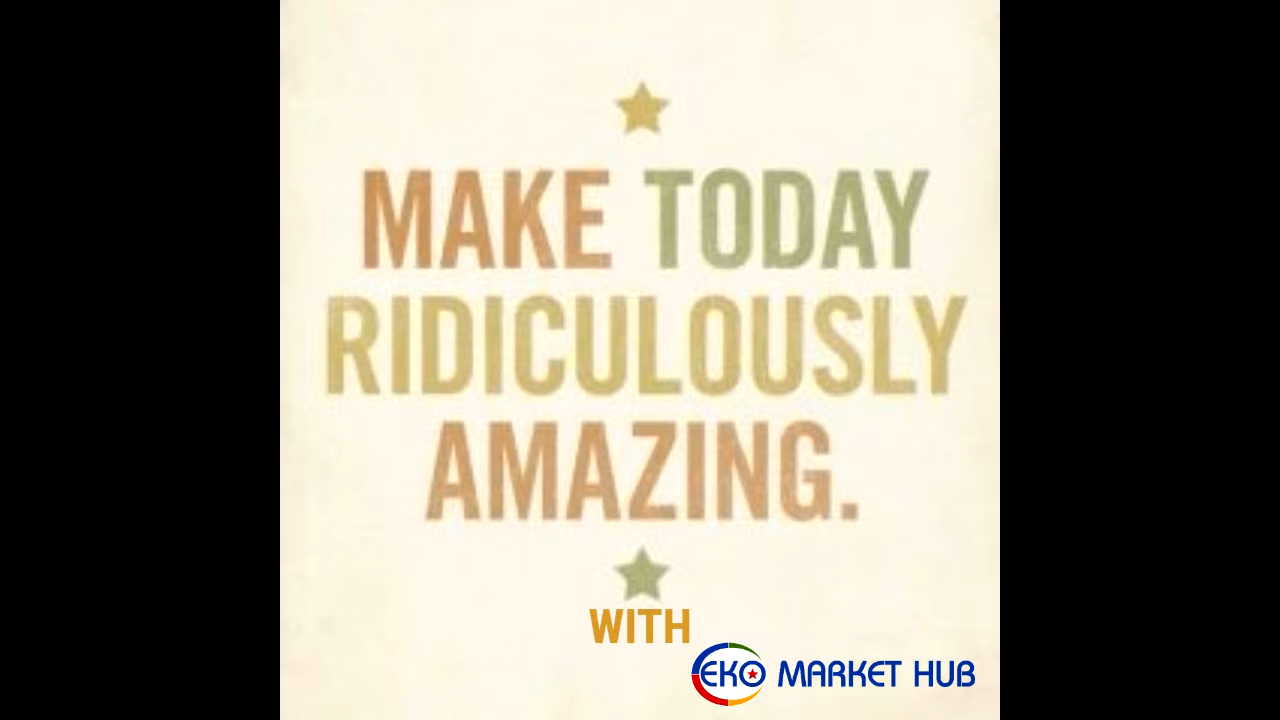 MAKE TODAY
RIDICULOUSLY
AMAZING.
WITH
EKO MARKET HUB